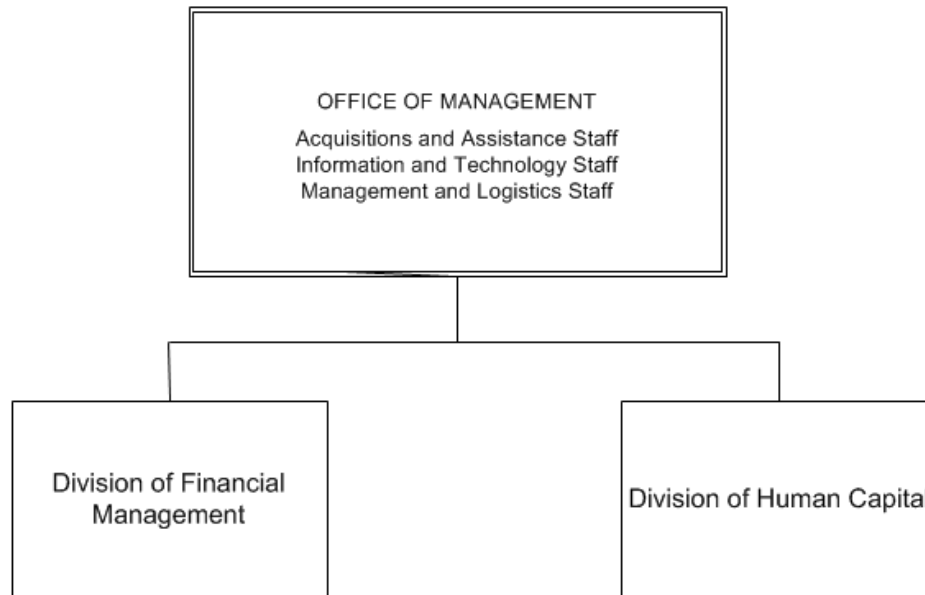 OFFICE OF MANAGEMENT
Acquisitions and Assistance Staff
Information and Technology Staff
Management and Logistics Staff
Division of Financial
Management
Division of Human Capital